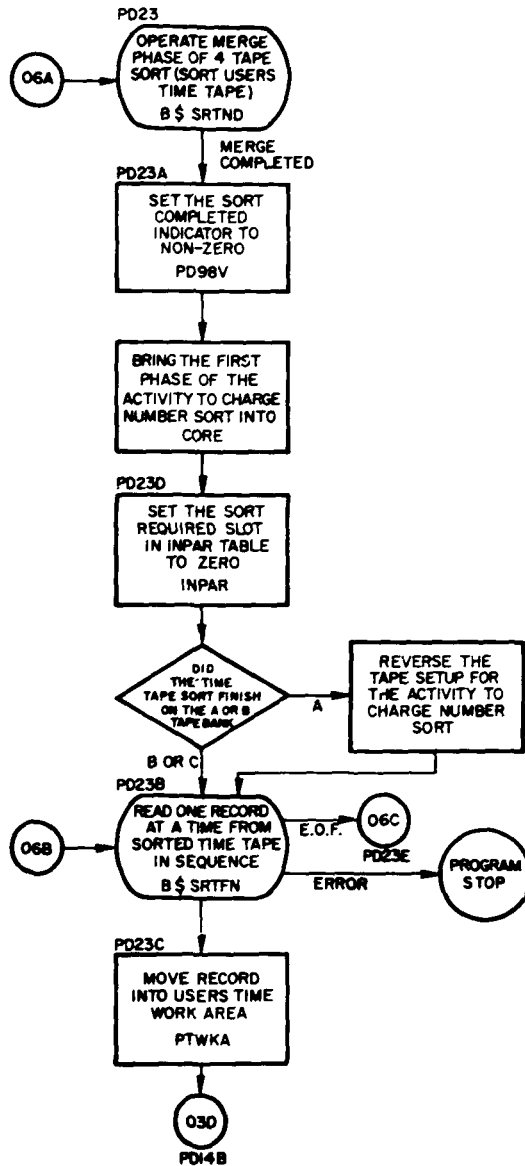 PD23
OPERATE MERGE
PHASE OF 4 TAPE
SORT (SORT USERS
TIME TAPE)
B $ SRTND
06A
MERGE
COMPLETED
PD23A
SET THE SORT
COMPLETED
INDICATOR TO
NON-ZERO
PD98V
BRING THE FIRST
PHASE OF THE
ACTIVITY TO CHARGE
NUMBER SORT INTO
CORE
PD23D
SET THE SORT
REQUIRED SLOT
IN INPAR TABLE
TO ZERO
INPAR
DID
THE TIME
TAPE SORT FINISH
ON THE A OR B
TAPE BANK
A
REVERSE THE
TAPE SETUP FOR
THE ACTIVITY TO
CHARGE NUMBER
SORT
B OR C
PD23B
READ ONE RECORD
AT A TIME FROM
SORTED TIME TAPE
IN SEQUENCE
B $ SRTFN
06B
E.O.F.
06C
PD23E
ERROR
PROGRAM
STOP
PD23C
MOVE RECORD
INTO USERS TIME
WORK AREA
PTWKA
03D
PD14B